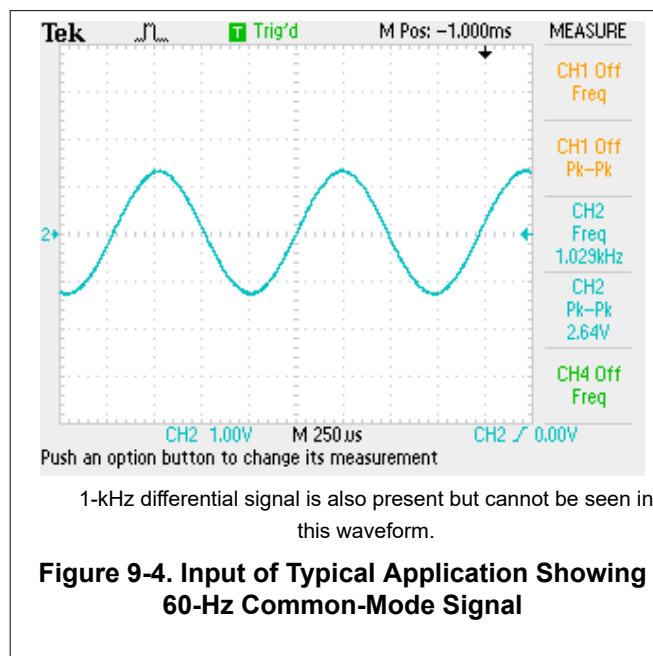 Tek T Trig'd M Pos: -1.000ms MEASURE
CH1 Off
Freq
CH1 Off
Pk-Pk
CH2
Freq
1.029kHz
CH2
Pk-Pk
2.64V
CH4 Off
Freq
2
CH2 1.00V M 250us CH2 0.00V
Push an option button to change its measurement
1-kHz differential signal is also present but cannot be seen in
this waveform.
Figure 9-4. Input of Typical Application Showing
60-Hz Common-Mode Signal